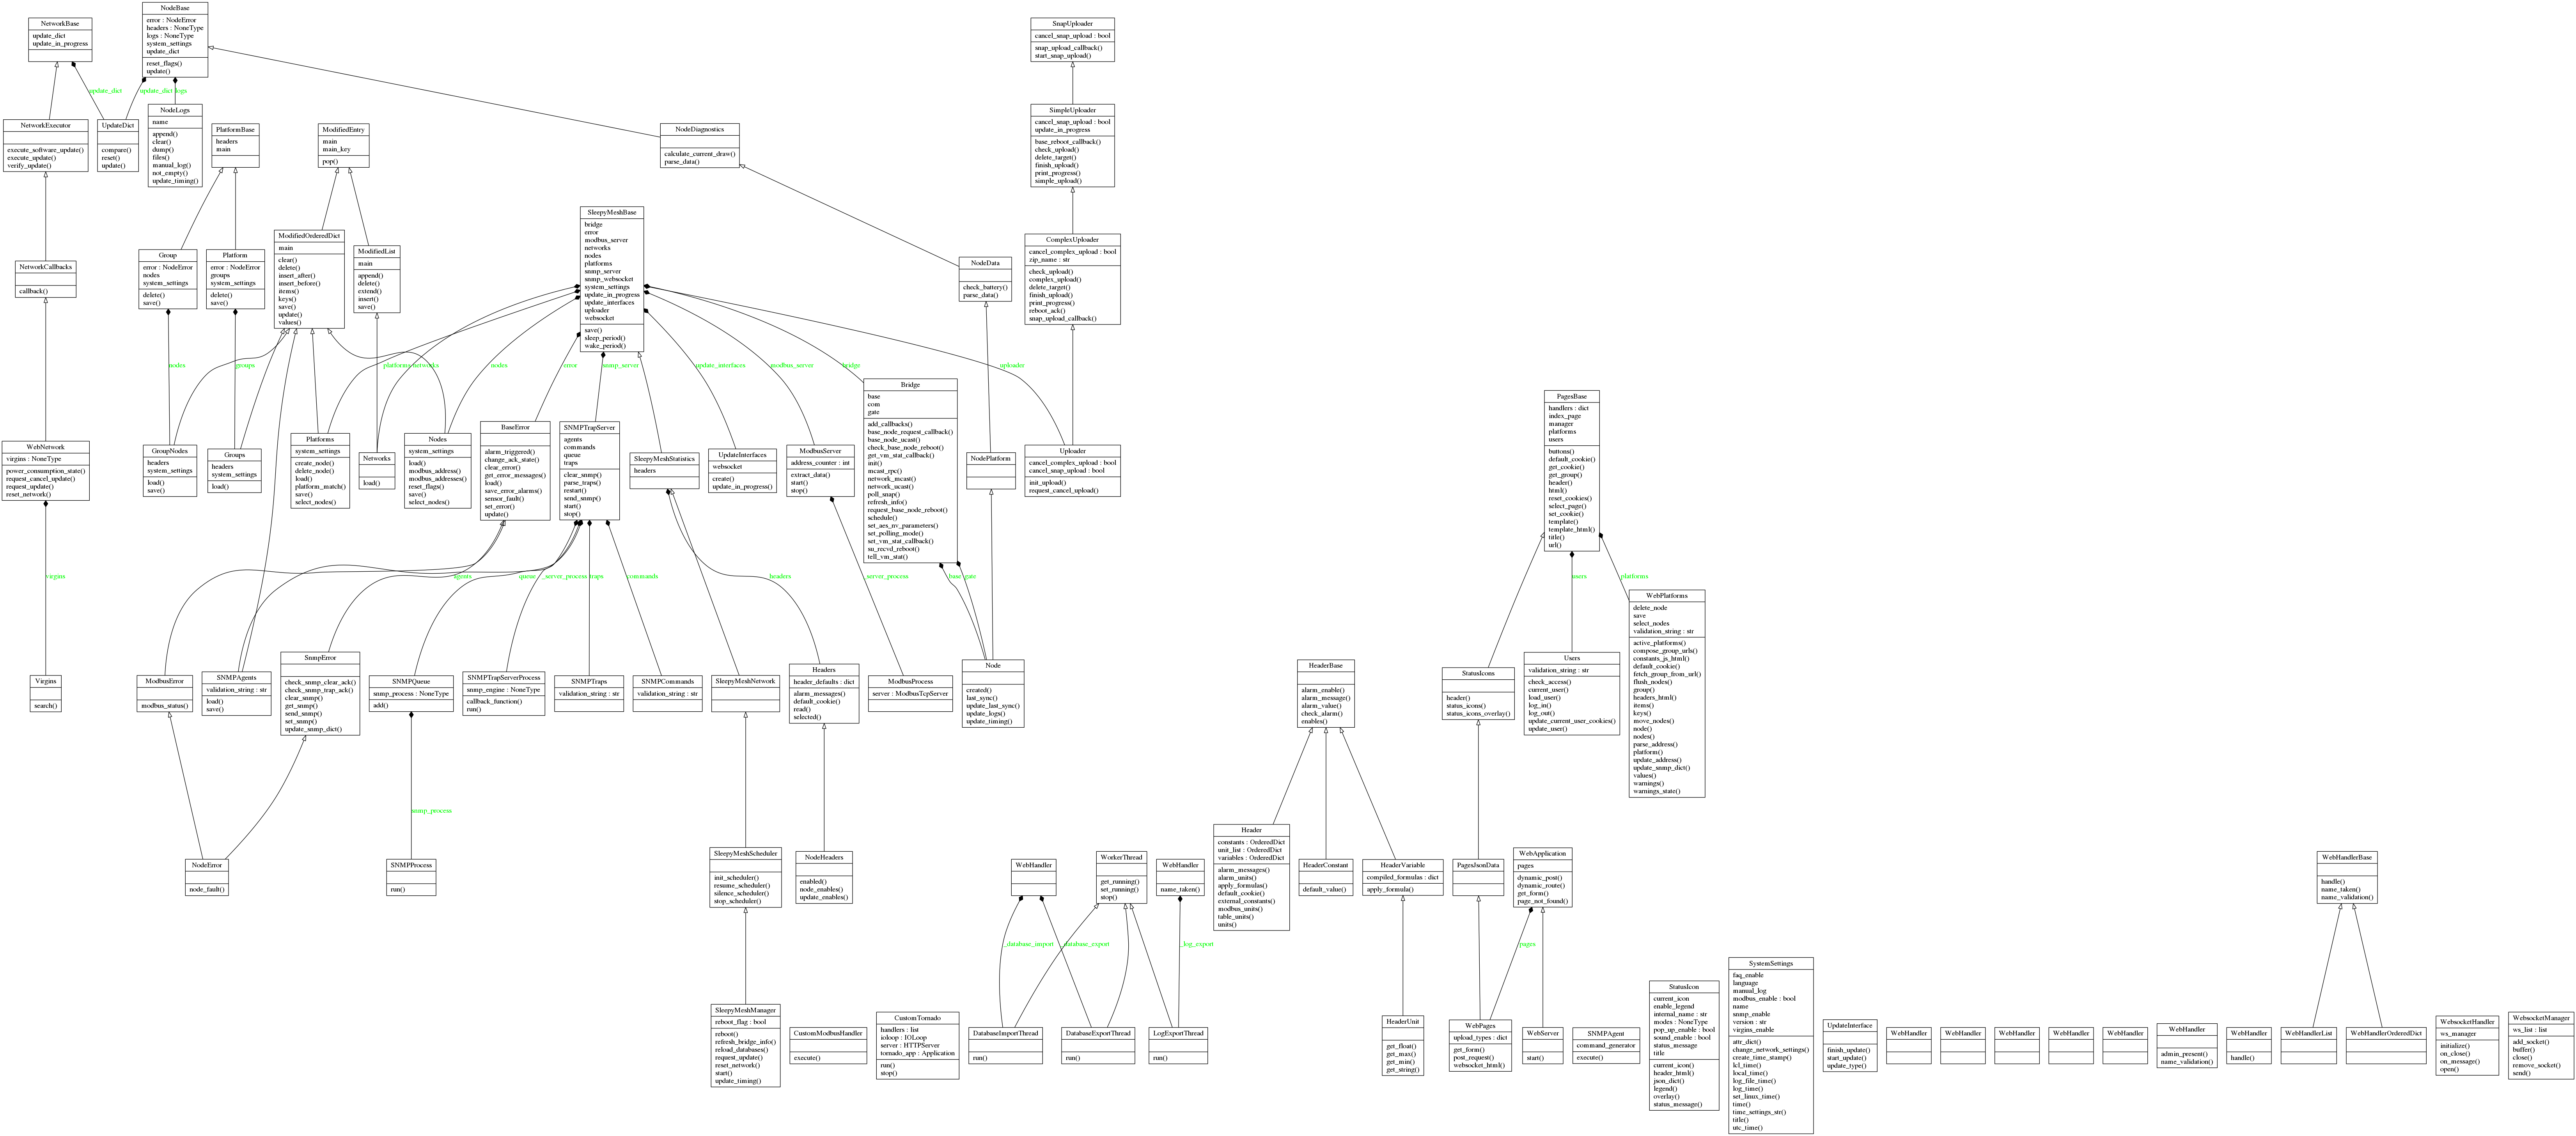 NetworkBase
update_dict
update_in_progress
NodeBase
error : NodeError
headers : NoneType
logs : NoneType
system_settings
update_dict
reset_flags()
update()
SnapUploader
cancel_snap_upload : bool
snap_upload_callback()
start_snap_upload()
update_dict
update_dict
logs
NetworkExecutor
execute_software_update()
execute_update()
verify_update()
UpdateDict
compare()
reset()
update()
NodeLogs
name
append()
clear()
dump()
files()
manual_log()
not_empty()
update_timing()
PlatformBase
headers
main
ModifiedEntry
main
main_key
pop()
NodeDiagnostics
calculate_current_draw()
parse_data()
SimpleUploader
cancel_snap_upload : bool
update_in_progress
base_reboot_callback()
check_upload()
delete_target()
finish_upload()
print_progress()
simple_upload()
NetworkCallbacks
callback()
Group
error : NodeError
nodes
system_settings
delete()
save()
Platform
error : NodeError
groups
system_settings
delete()
save()
ModifiedOrderedDict
main
clear()
delete()
insert_after()
insert_before()
items()
keys()
save()
update()
values()
ModifiedList
main
append()
delete()
extend()
insert()
save()
SleepyMeshBase
bridge
error
modbus_server
networks
nodes
platforms
snmp_server
snmp_websocket
system_settings
update_in_progress
update_interfaces
uploader
websocket
save()
sleep_period()
wake_period()
NodeData
check_battery()
parse_data()
ComplexUploader
cancel_complex_upload : bool
zip_name : str
check_upload()
complex_upload()
delete_target()
finish_upload()
print_progress()
reboot_ack()
snap_upload_callback()
nodes
groups
platforms
networks
nodes
error
snmp_server
update_interfaces
modbus_server
bridge
uploader
WebNetwork
virgins : NoneType
power_consumption_state()
request_cancel_update()
request_update()
reset_network()
GroupNodes
headers
system_settings
load()
save()
Groups
headers
system_settings
load()
Platforms
system_settings
create_node()
delete_node()
load()
platform_match()
save()
select_nodes()
Networks
load()
Nodes
system_settings
load()
modbus_address()
modbus_addresses()
reset_flags()
save()
select_nodes()
BaseError
alarm_triggered()
change_ack_state()
clear_error()
get_error_messages()
load()
save_error_alarms()
sensor_fault()
set_error()
update()
SNMPTrapServer
agents
commands
queue
traps
clear_snmp()
parse_traps()
restart()
send_snmp()
start()
stop()
SleepyMeshStatistics
headers
UpdateInterfaces
websocket
create()
update_in_progress()
ModbusServer
address_counter : int
extract_data()
start()
stop()
Bridge
base
com
gate
add_callbacks()
base_node_request_callback()
base_node_ucast()
check_base_node_reboot()
get_vm_stat_callback()
init()
mcast_rpc()
network_mcast()
network_ucast()
poll_snap()
refresh_info()
request_base_node_reboot()
schedule()
set_aes_nv_parameters()
set_polling_mode()
set_vm_stat_callback()
su_recvd_reboot()
tell_vm_stat()
NodePlatform
Uploader
cancel_complex_upload : bool
cancel_snap_upload : bool
init_upload()
request_cancel_upload()
PagesBase
handlers : dict
index_page
manager
platforms
users
buttons()
default_cookie()
get_cookie()
get_group()
header()
html()
reset_cookies()
select_page()
set_cookie()
template()
template_html()
title()
url()
virgins
agents
queue
_server_process
traps
commands
headers
_server_process
base
gate
users
platforms
Virgins
search()
ModbusError
modbus_status()
SNMPAgents
validation_string : str
load()
save()
SnmpError
check_snmp_clear_ack()
check_snmp_trap_ack()
clear_snmp()
get_snmp()
send_snmp()
set_snmp()
update_snmp_dict()
SNMPQueue
snmp_process : NoneType
add()
SNMPTrapServerProcess
snmp_engine : NoneType
callback_function()
run()
SNMPTraps
validation_string : str
SNMPCommands
validation_string : str
SleepyMeshNetwork
Headers
header_defaults : dict
alarm_messages()
default_cookie()
read()
selected()
ModbusProcess
server : ModbusTcpServer
Node
created()
last_sync()
update_last_sync()
update_logs()
update_timing()
HeaderBase
alarm_enable()
alarm_message()
alarm_value()
check_alarm()
enables()
StatusIcons
header()
status_icons()
status_icons_overlay()
Users
validation_string : str
check_access()
current_user()
load_user()
log_in()
log_out()
update_current_user_cookies()
update_user()
WebPlatforms
delete_node
save
select_nodes
validation_string : str
active_platforms()
compose_group_urls()
constants_js_html()
default_cookie()
fetch_group_from_url()
flush_nodes()
group()
headers_html()
items()
keys()
move_nodes()
node()
nodes()
parse_address()
platform()
update_address()
update_snmp_dict()
values()
warnings()
warnings_state()
snmp_process
NodeError
node_fault()
SNMPProcess
run()
SleepyMeshScheduler
init_scheduler()
resume_scheduler()
silence_scheduler()
stop_scheduler()
NodeHeaders
enabled()
node_enables()
update_enables()
WebHandler
WorkerThread
get_running()
set_running()
stop()
WebHandler
name_taken()
Header
constants : OrderedDict
unit_list : OrderedDict
variables : OrderedDict
alarm_messages()
alarm_units()
apply_formulas()
default_cookie()
external_constants()
modbus_units()
table_units()
units()
HeaderConstant
default_value()
HeaderVariable
compiled_formulas : dict
apply_formula()
PagesJsonData
WebApplication
pages
dynamic_post()
dynamic_route()
get_form()
page_not_found()
WebHandlerBase
handle()
name_taken()
name_validation()
_database_import
_database_export
_log_export
pages
SleepyMeshManager
reboot_flag : bool
reboot()
refresh_bridge_info()
reload_databases()
request_update()
reset_network()
start()
update_timing()
CustomModbusHandler
execute()
CustomTornado
handlers : list
ioloop : IOLoop
server : HTTPServer
tornado_app : Application
run()
stop()
DatabaseImportThread
run()
DatabaseExportThread
run()
LogExportThread
run()
HeaderUnit
get_float()
get_max()
get_min()
get_string()
WebPages
upload_types : dict
get_form()
post_request()
websocket_html()
WebServer
start()
SNMPAgent
command_generator
execute()
StatusIcon
current_icon
enable_legend
internal_name : str
modes : NoneType
pop_up_enable : bool
sound_enable : bool
status_message
title
current_icon()
header_html()
json_dict()
legend()
overlay()
status_message()
SystemSettings
faq_enable
language
manual_log
modbus_enable : bool
name
snmp_enable
version : str
virgins_enable
attr_dict()
change_network_settings()
create_time_stamp()
lcl_time()
local_time()
log_file_time()
log_time()
set_linux_time()
time()
time_settings_str()
title()
utc_time()
UpdateInterface
finish_update()
start_update()
update_type()
WebHandler
WebHandler
WebHandler
WebHandler
WebHandler
WebHandler
admin_present()
name_validation()
WebHandler
handle()
WebHandlerList
WebHandlerOrderedDict
WebsocketHandler
ws_manager
initialize()
on_close()
on_message()
open()
WebsocketManager
ws_list : list
add_socket()
buffer()
close()
remove_socket()
send()